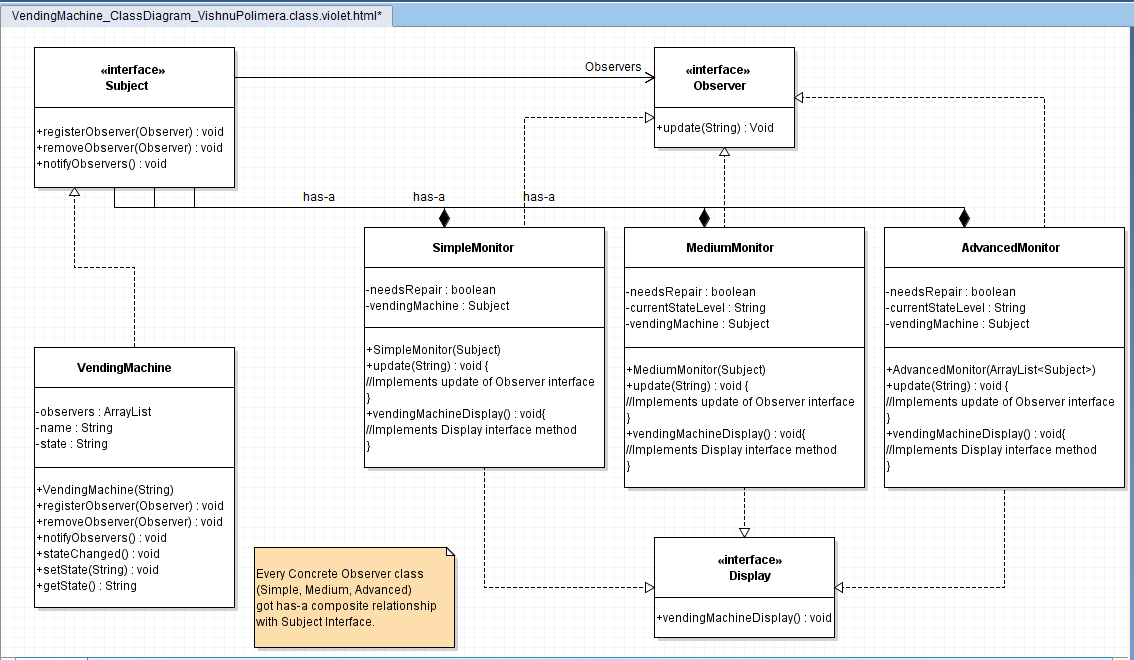 VendingMachine_ClassDiagram_VishnuPolimera.class.violet.html*
«interface»
Subject
+registerObserver(Observer) : void
+removeObserver(Observer) : void
+notifyObservers() : void
Observers
«interface»
Observer
+update(String) : Void
has-a
has-a
has-a
SimpleMonitor
-needsRepair : boolean
-vendingMachine : Subject
+SimpleMonitor(Subject)
+update(String) : void {
//Implements update of Observer interface
}
+vendingMachineDisplay() : void{
//Implements Display interface method
}
MediumMonitor
-needsRepair : boolean
-currentStateLevel : String
-vendingMachine : Subject
+MediumMonitor(Subject)
+update(String) : void {
//Implements update of Observer interface
}
+vendingMachineDisplay() : void{
//Implements Display interface method
}
AdvancedMonitor
-needsRepair : boolean
-currentStateLevel : String
-vendingMachine : Subject
+AdvancedMonitor(ArrayList<Subject>)
+update(String) : void {
//Implements update of Observer interface
}
+vendingMachineDisplay() : void{
//Implements Display interface method
}
VendingMachine
-observers : ArrayList
-name : String
-state : String
+VendingMachine(String)
+registerObserver(Observer) : void
+removeObserver(Observer) : void
+notifyObservers() : void
+stateChanged() : void
+setState(String) : void
+getState() : String
Every Concrete Observer class
(Simple, Medium, Advanced)
got has-a composite relationship
with Subject Interface.
«interface»
Display
+vendingMachineDisplay() : void